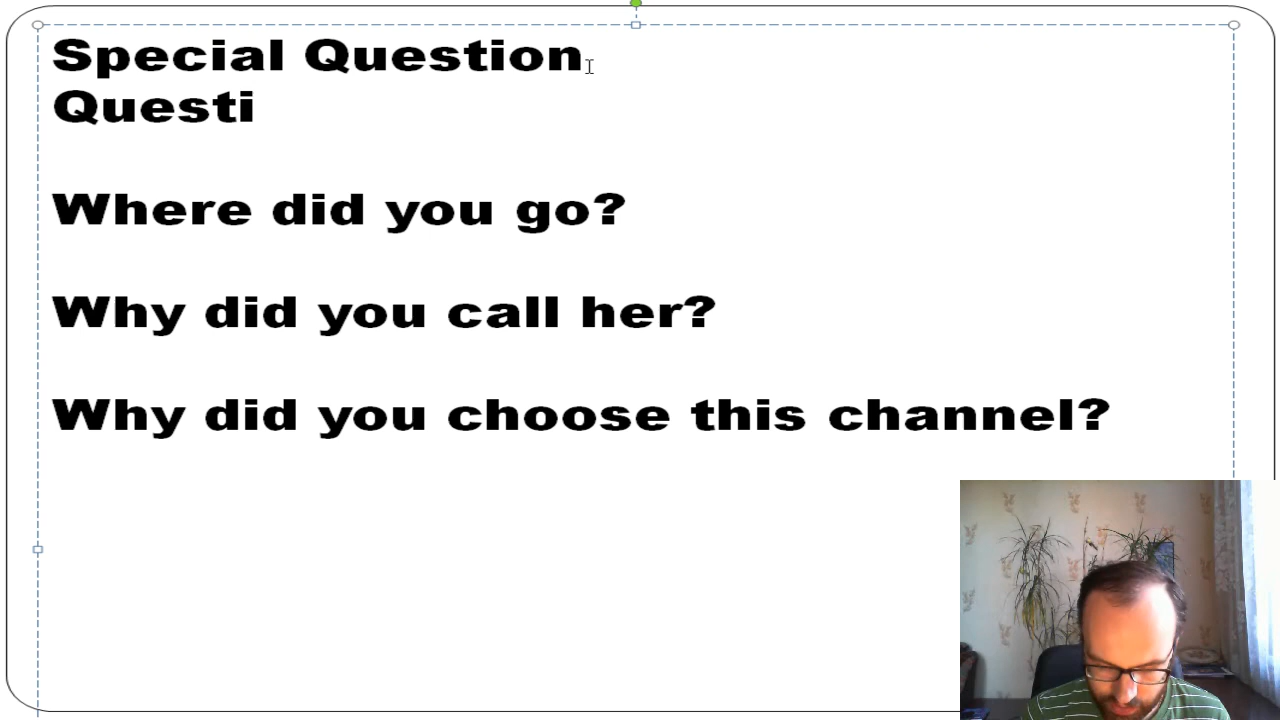 Special Question
Questi
Where did you go?
Why did you call her?
Why did you choose this channel?